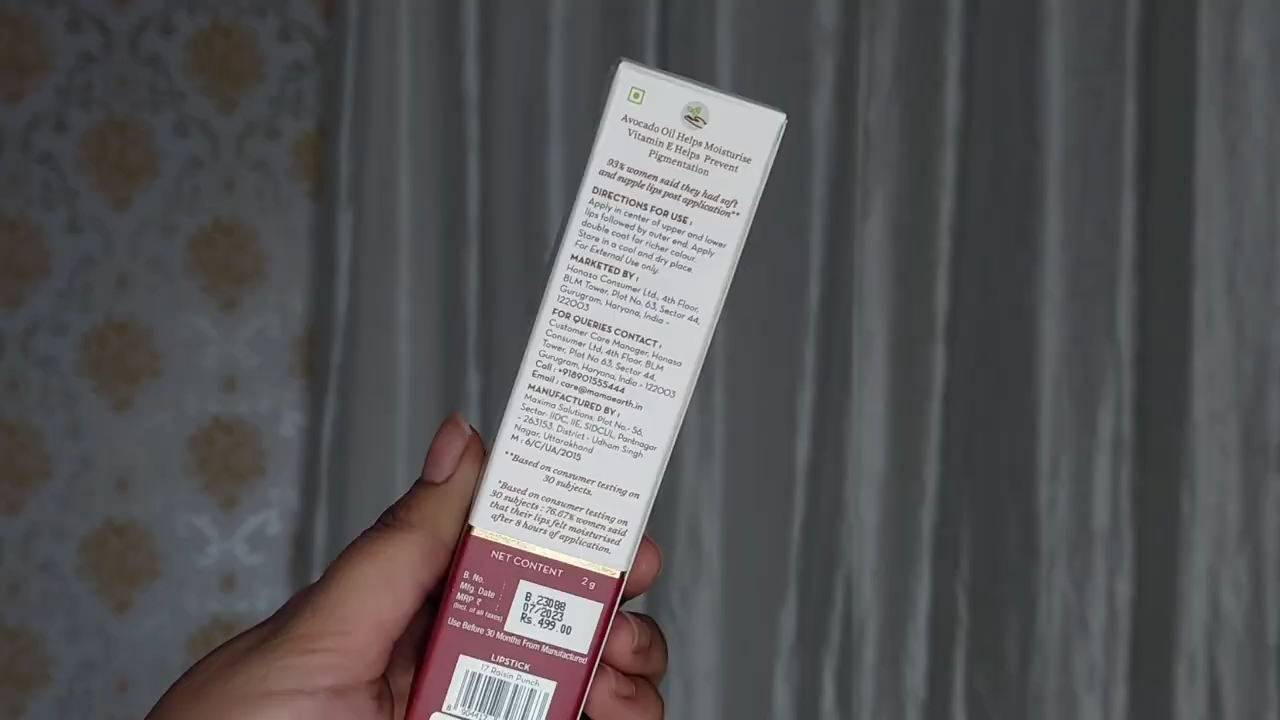 Avocado Oil Helps Moisturise
Vitamin E Helps Prevent
Pigmentation
93% women said they had soft
and supple lips post application**
DIRECTIONS FOR USE :
Apply in center of upper and lower
lips followed by outer end. Apply
double coat for richer colour.
Store in a cool and dry place.
For External Use only.
MARKETED BY :
Honasa Consumer Ltd., 4th Floor,
BLM Tower, Plot No. 63, Sector 44,
Gurugram, Haryana, India -
122003
FOR QUERIES CONTACT :
Customer Care Manager, Honasa
Consumer Ltd. 4th Floor, BLM
Tower, Plot No 63, Sector 44,
Gurugram, Haryana, India - 122003
Call : +918901555444
Email : care@mamaearth.in
MANUFACTURED BY :
Maxima Solutions, Plot No.- 56,
Sector: IIDC, IIE, SIDCUL, Pantnagar
- 263153, District - Udham Singh
Nagar, Uttarakhand
M : 6/C/UA/2015
**Based on consumer testing on
30 subjects.
*Based on consumer testing on
30 subjects : 76.67% women said
that their lips felt moisturised
after 8 hours of application.
NET CONTENT 2 g
B. No. : B.23088
Mfg. Date : 07/2023
MRP ₹ : Rs.499.00
(Incl. of all taxes)
Use Before 30 Months From Manufactured
LIPSTICK
17 Raisin Punch